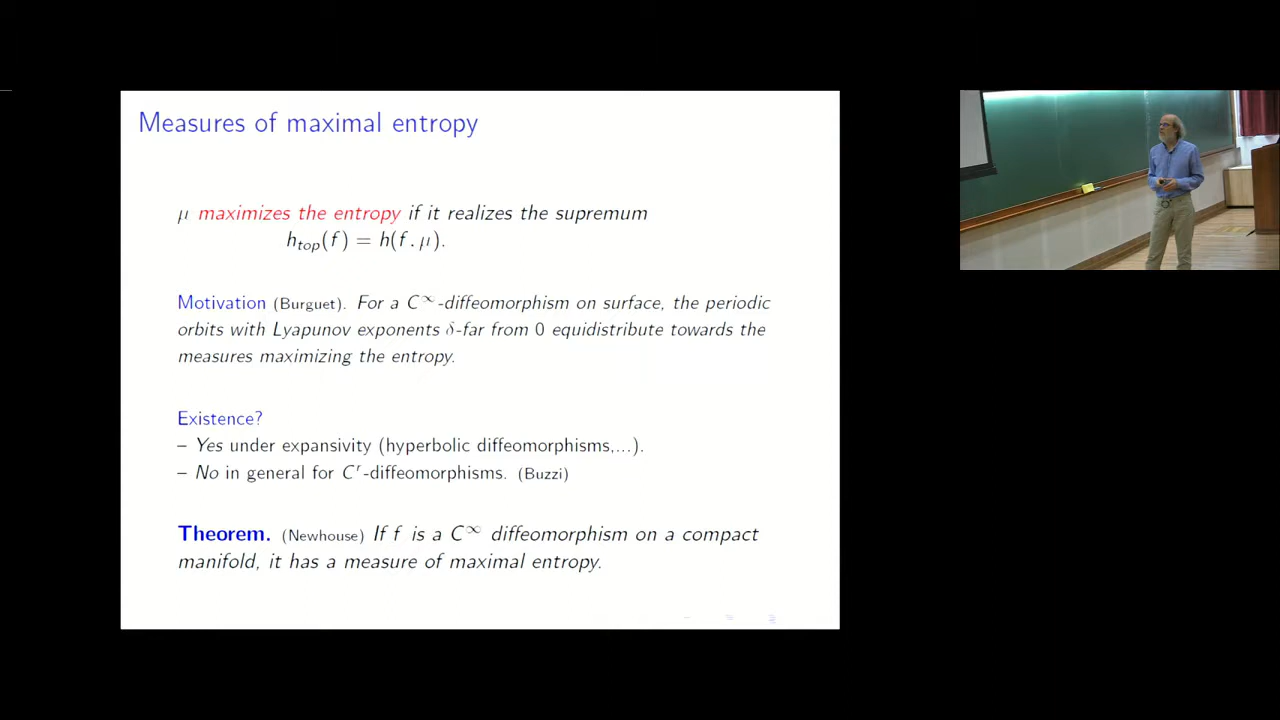 Measures of maximal entropy
μ maximizes the entropy if it realizes the supremum
h_top(f) = h(f, μ).
Motivation (Burguet). For a C^∞-diffeomorphism on surface, the periodic
orbits with Lyapunov exponents δ-far from 0 equidistribute towards the
measures maximizing the entropy.
Existence?
– Yes under expansivity (hyperbolic diffeomorphisms,...).
– No in general for C^r-diffeomorphisms. (Buzzi)
Theorem. (Newhouse) If f is a C^∞ diffeomorphism on a compact
manifold, it has a measure of maximal entropy.